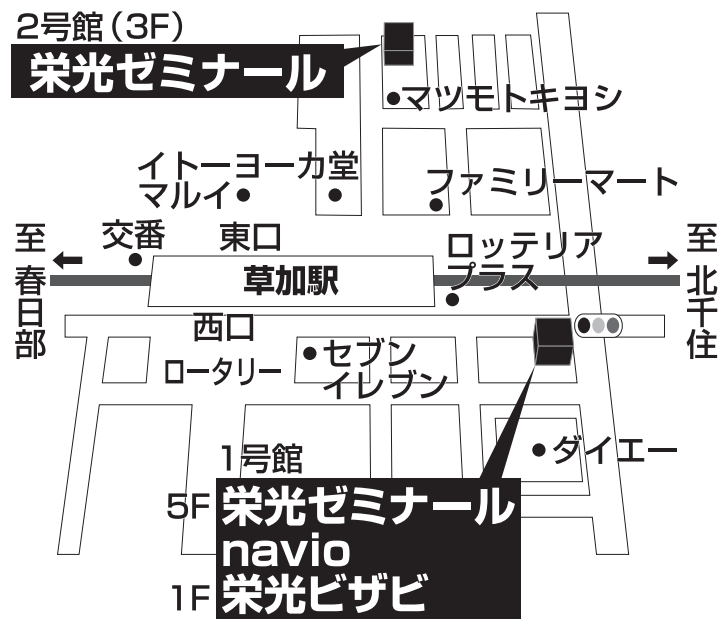 2号館（3F）
栄光ゼミナール
マツモトキヨシ
イトーヨーカ堂
マルイ
ファミリーマート
交番
東口
ロッテリア
プラス
至
春日部
至
北千住
草加駅
西口
ロータリー
セブン
イレブン
ダイエー
1号館
5F 栄光ゼミナール
navio
1F 栄光ビザビ